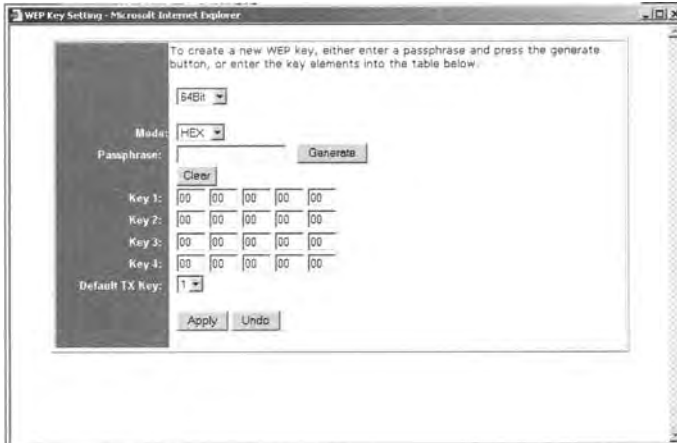 WEP Key Setting - Microsoft Internet Explorer
To create a new WEP key, either enter a passphrase and press the generate
button, or enter the key elements into the table below.
64Bit
Mode: HEX
Passphrase: Generate
Clear
Key 1: 00 00 00 00 00
Key 2: 00 00 00 00 00
Key 3: 00 00 00 00 00
Key 4: 00 00 00 00 00
Default TX Key: 1
Apply Undo